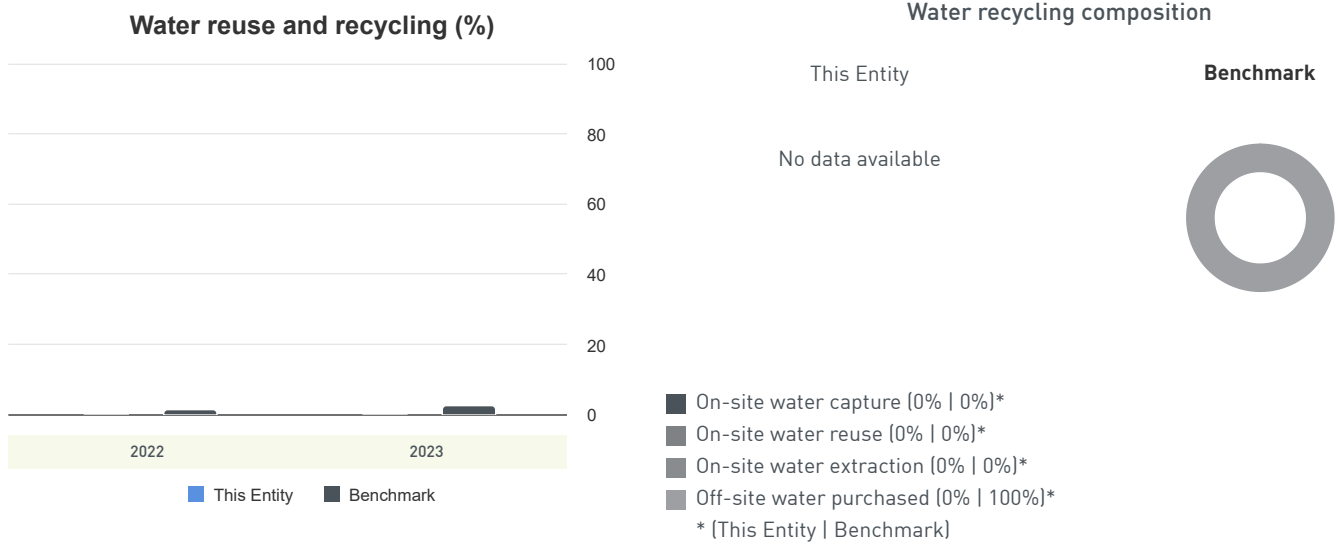 Water reuse and recycling (%)
100
80
60
40
20
0
2022 2023
This Entity Benchmark
Water recycling composition
This Entity Benchmark
No data available
On-site water capture (0% | 0%)*
On-site water reuse (0% | 0%)*
On-site water extraction (0% | 0%)*
Off-site water purchased (0% | 100%)*
* (This Entity | Benchmark)